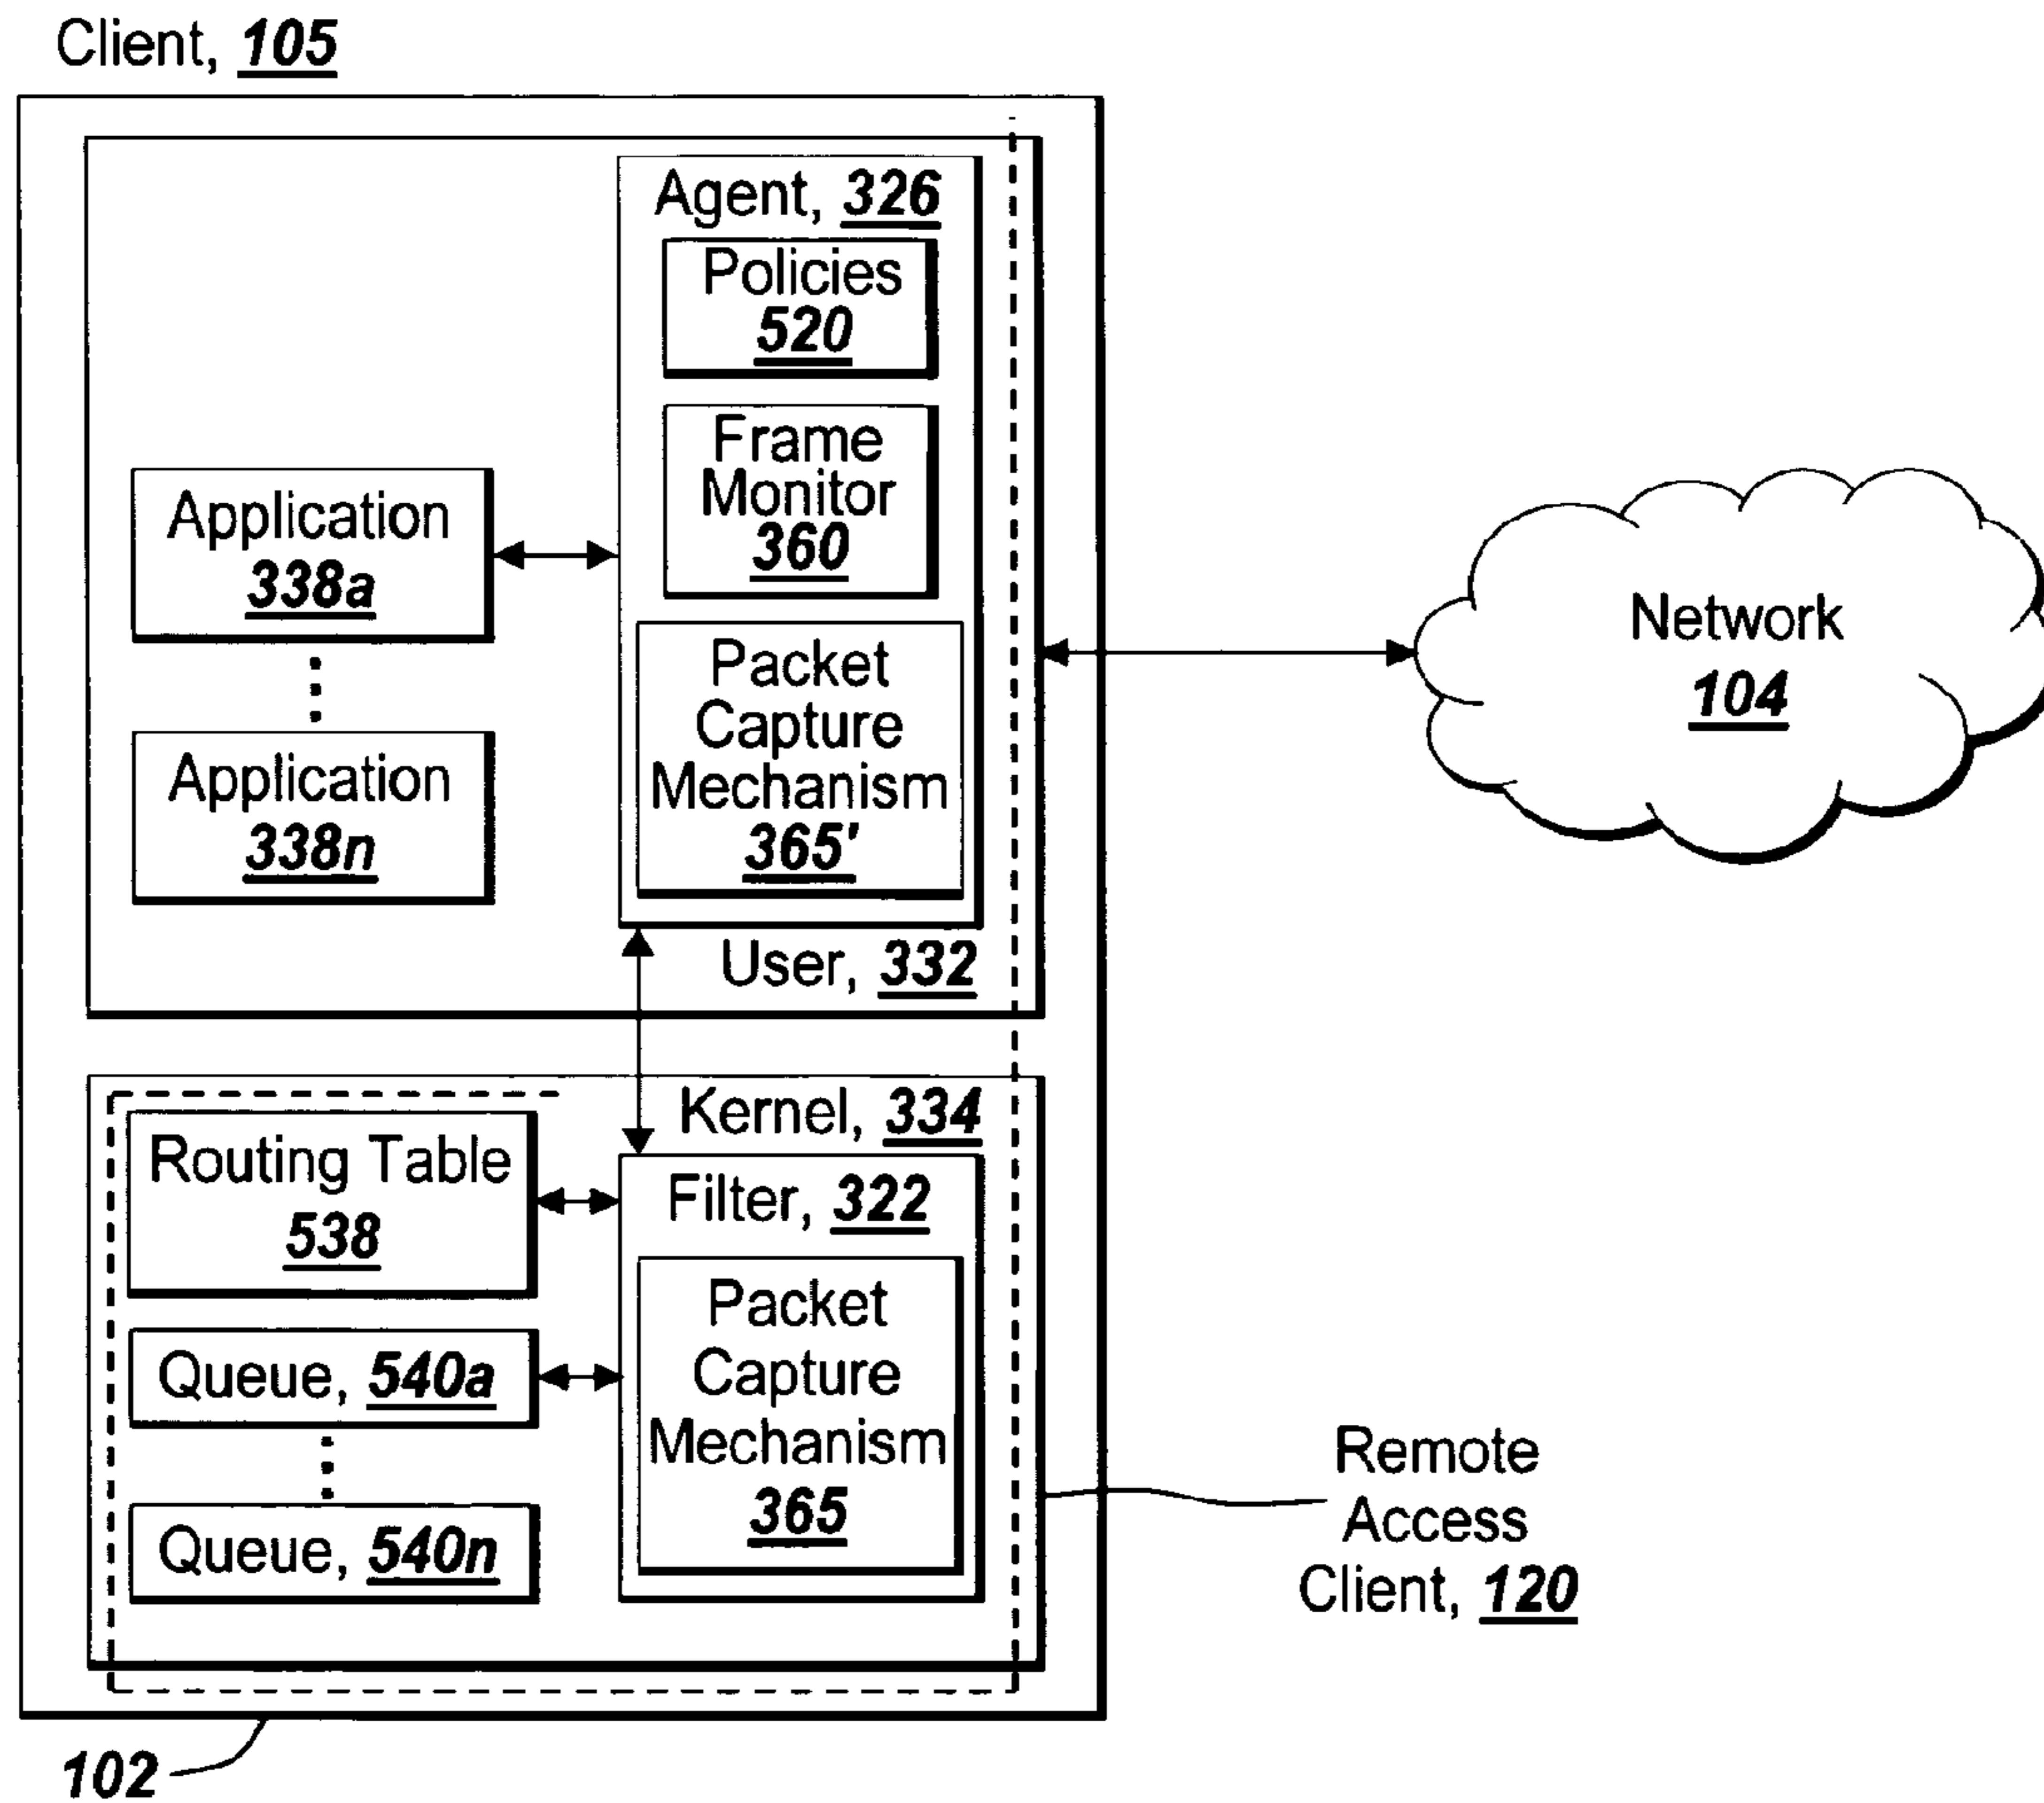 Client, 105
Agent, 326
Policies
520
Frame
Monitor
360
Packet
Capture
Mechanism
365'
Application
338a
Application
338n
User, 332
Network
104
Kernel, 334
Routing Table
538
Queue, 540a
Queue, 540n
Filter, 322
Packet
Capture
Mechanism
365
Remote
Access
Client, 120
102